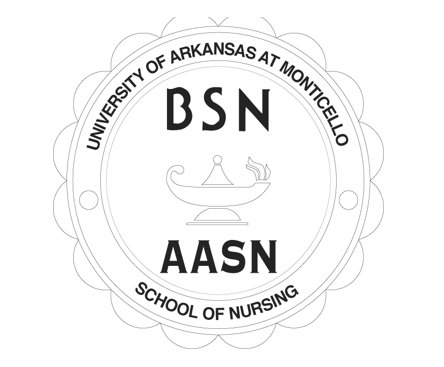 UNIVERSITY OF ARKANSAS AT MONTICELLO
BSN
AASN
SCHOOL OF NURSING